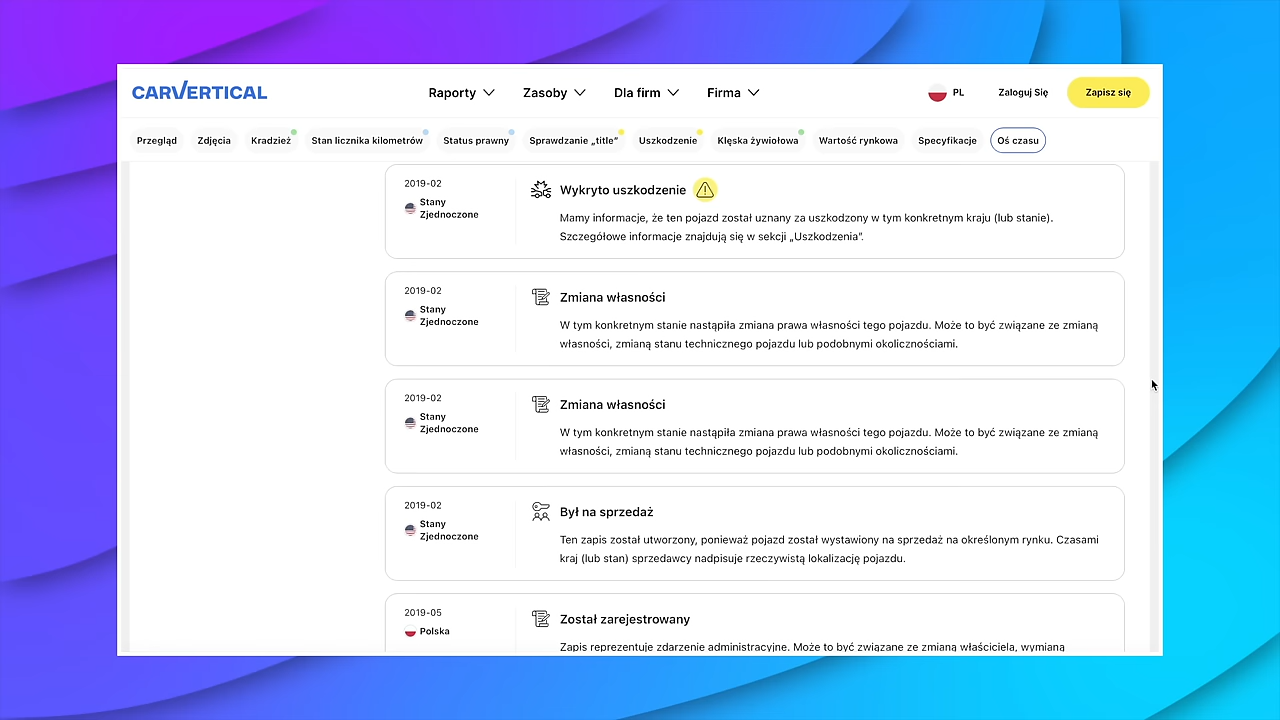 CARVERTICAL
Raporty
Zasoby
Dla firm
Firma
PL
Zaloguj Się
Zapisz się
Przegląd
Zdjęcia
Kradzież
Stan licznika kilometrów
Status prawny
Sprawdzanie „title”
Uszkodzenie
Klęska żywiołowa
Wartość rynkowa
Specyfikacje
Oś czasu
2019-02
Stany
Zjednoczone
Wykryto uszkodzenie
Mamy informacje, że ten pojazd został uznany za uszkodzony w tym konkretnym kraju (lub stanie).
Szczegółowe informacje znajdują się w sekcji „Uszkodzenia”.
2019-02
Stany
Zjednoczone
Zmiana własności
W tym konkretnym stanie nastąpiła zmiana prawa własności tego pojazdu. Może to być związane ze zmianą
własności, zmianą stanu technicznego pojazdu lub podobnymi okolicznościami.
2019-02
Stany
Zjednoczone
Zmiana własności
W tym konkretnym stanie nastąpiła zmiana prawa własności tego pojazdu. Może to być związane ze zmianą
własności, zmianą stanu technicznego pojazdu lub podobnymi okolicznościami.
2019-02
Stany
Zjednoczone
Był na sprzedaż
Ten zapis został utworzony, ponieważ pojazd został wystawiony na sprzedaż na określonym rynku. Czasami
kraj (lub stan) sprzedawcy nadpisuje rzeczywistą lokalizację pojazdu.
2019-05
Polska
Został zarejestrowany
Zapis reprezentuje zdarzenie administracyjne. Może to być związane ze zmianą właściciela, wymianą